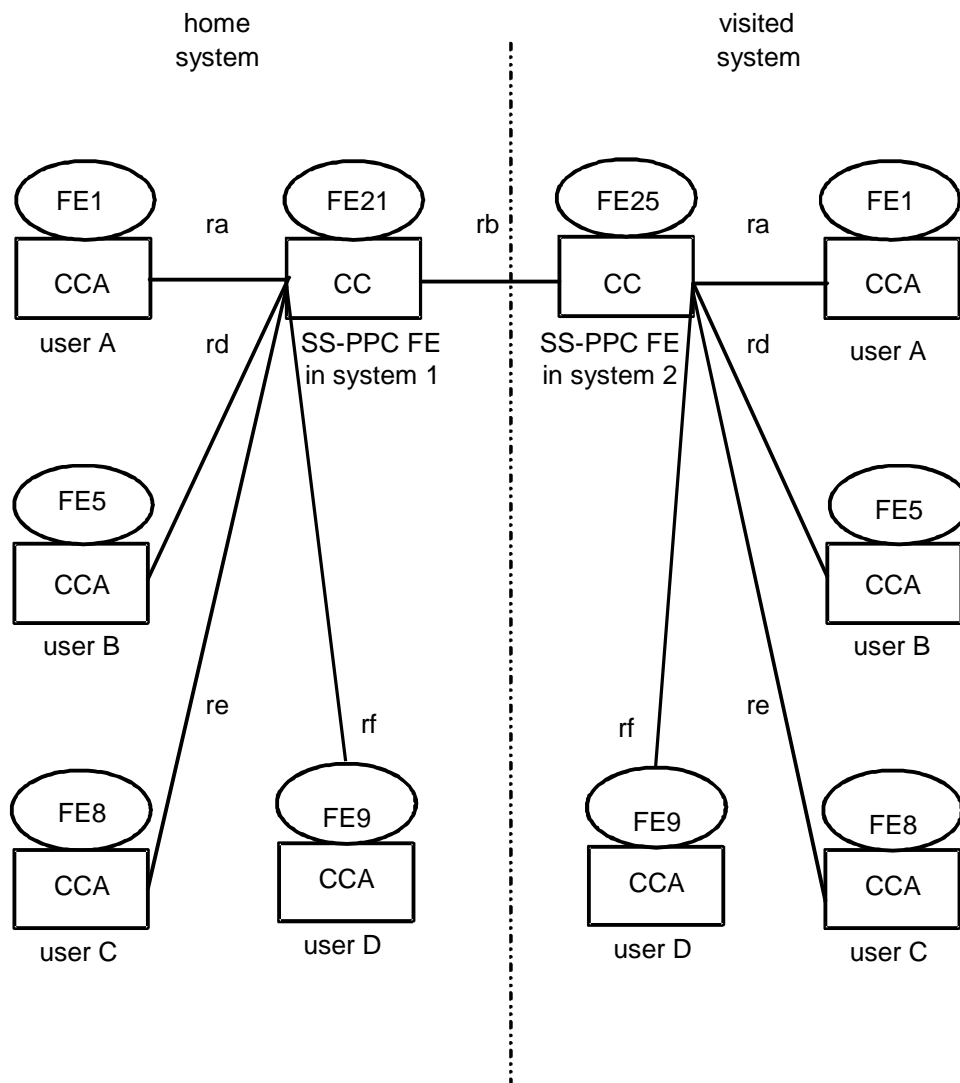 home
system
visited
system
FE1
FE21
FE25
FE1
ra
rb
ra
CCA
CC
CC
CCA
user A
rd
SS-PPC FE
in system 1
SS-PPC FE
in system 2
rd
user A
FE5
FE5
CCA
CCA
user B
user B
re
rf
rf
re
FE8
FE9
FE9
FE8
CCA
CCA
CCA
CCA
user C
user D
user D
user C